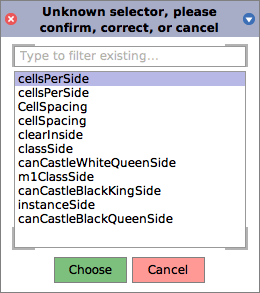 Unknown selector, please
confirm, correct, or cancel
Type to filter existing...
cellsPerSide
cellsPerSide
CellSpacing
cellSpacing
clearInside
classSide
canCastleWhiteQueenSide
m1ClassSide
canCastleBlackKingSide
instanceSide
canCastleBlackQueenSide
Choose
Cancel